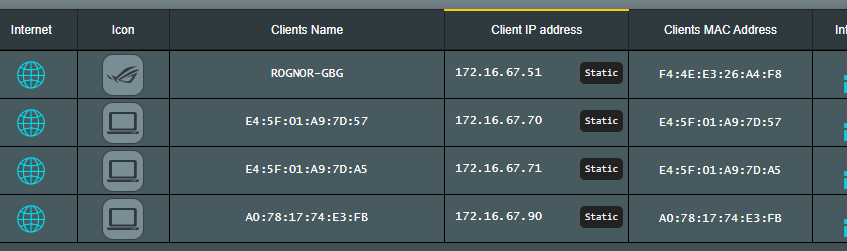 Internet Icon Clients Name Client IP address Clients MAC Address
ROGNOR-GBG 172.16.67.51 Static F4:4E:E3:26:A4:F8
E4:5F:01:A9:7D:57 172.16.67.70 Static E4:5F:01:A9:7D:57
E4:5F:01:A9:7D:A5 172.16.67.71 Static E4:5F:01:A9:7D:A5
A0:78:17:74:E3:FB 172.16.67.90 Static A0:78:17:74:E3:FB